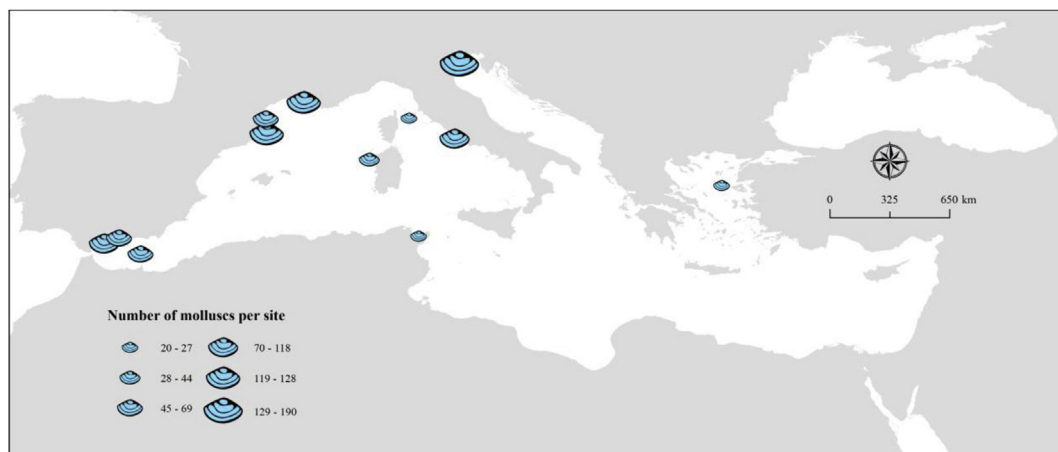 0 325 650 km
Number of molluscs per site
20 - 27 70 - 118
28 - 44 119 - 128
45 - 69 129 - 190